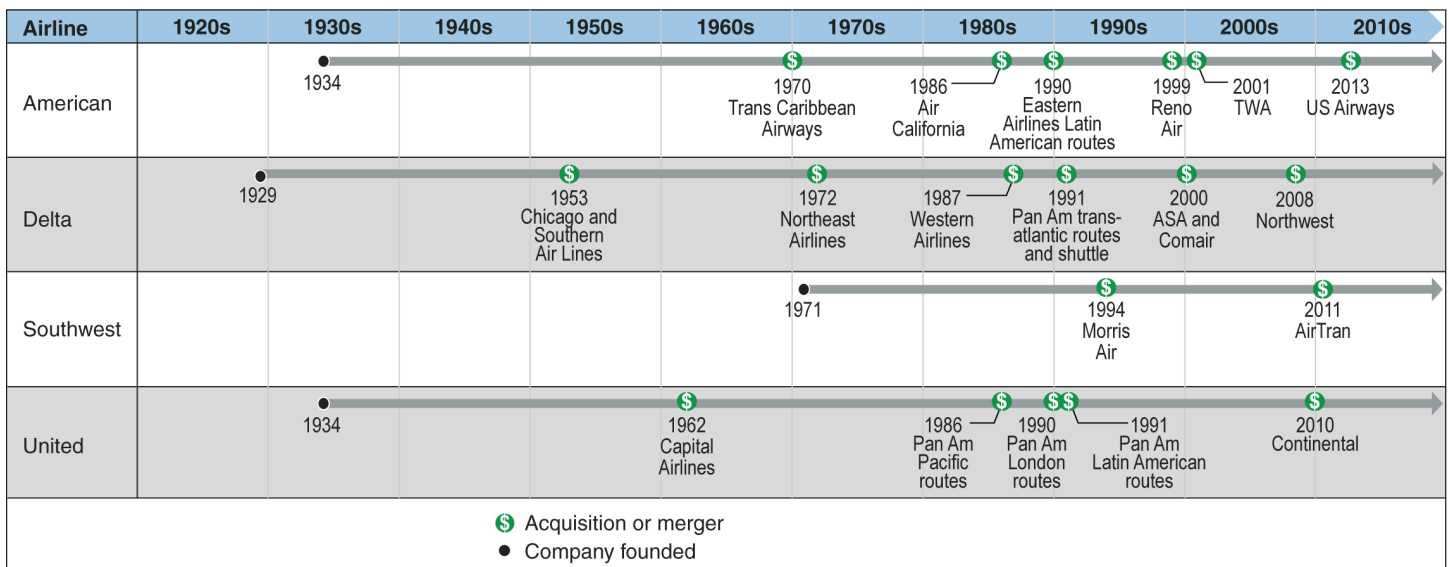 Airline 1920s 1930s 1940s 1950s 1960s 1970s 1980s 1990s 2000s 2010s
American
1934
1970
Trans Caribbean
Airways
1986
Air
California
1990
Eastern
Airlines Latin
American routes
1999
Reno
Air
2001
TWA
2013
US Airways
Delta
1929
1953
Chicago and
Southern
Air Lines
1972
Northeast
Airlines
1987
Western
Airlines
1991
Pan Am trans-
atlantic routes
and shuttle
2000
ASA and
Comair
2008
Northwest
Southwest
1971
1994
Morris
Air
2011
AirTran
United
1934
1962
Capital
Airlines
1986
Pan Am
Pacific
routes
1990
Pan Am
London
routes
1991
Pan Am
Latin American
routes
2010
Continental
$ Acquisition or merger
Company founded